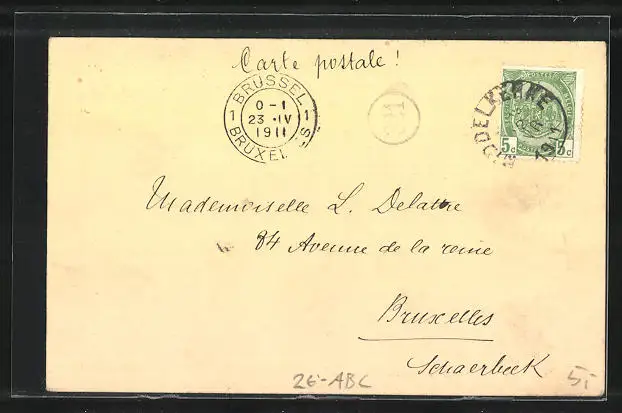 Carte postale!
BRUSSEL
1 0-1 1
23 IV
1911
BRUXELLES
MIDDELKERKE
5c 5c
Mademoiselle L. Delattre
84 Avenue de la reine
Bruxelles
Schaerbeek
26-ABC
5,-